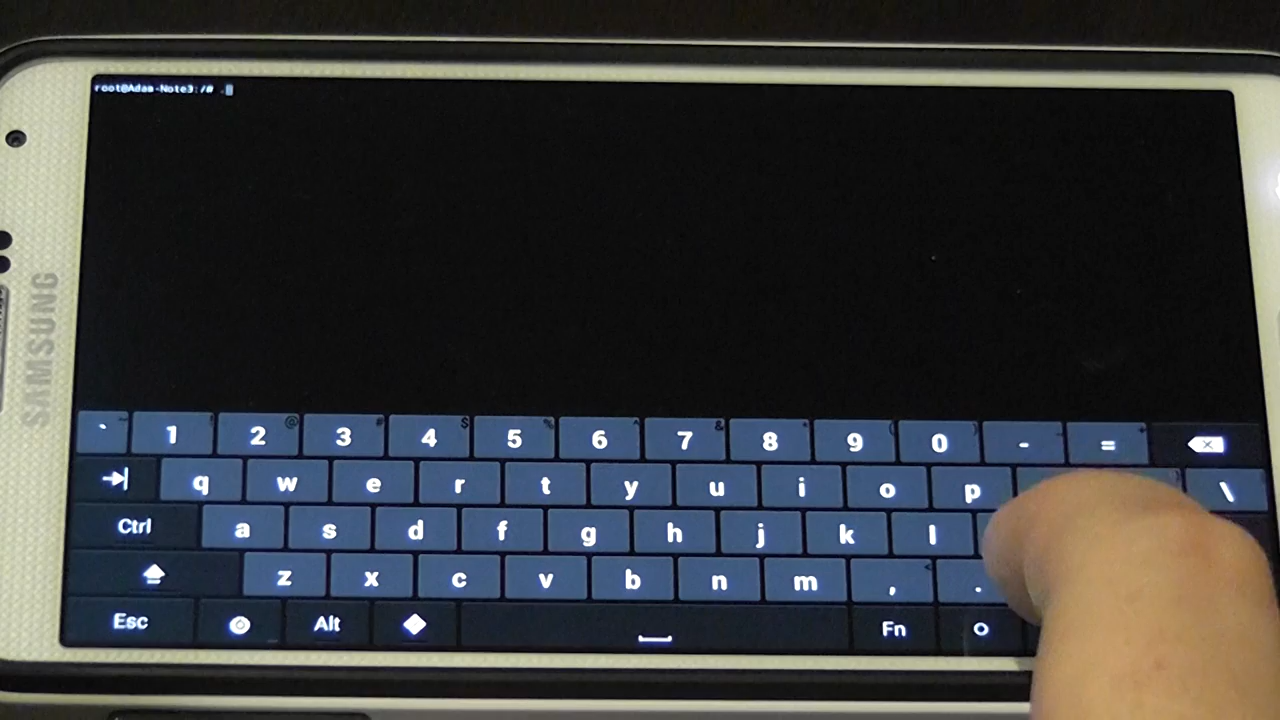 root@Adam-Note3:/# .
SAMSUNG
` ~ 1 ! 2 @ 3 # 4 $ 5 % 6 ^ 7 & 8 * 9 ( 0 ) - _ = +
q w e r t y u i o p \
Ctrl a s d f g h j k l
z x c v b n m , < .
Esc Alt Fn